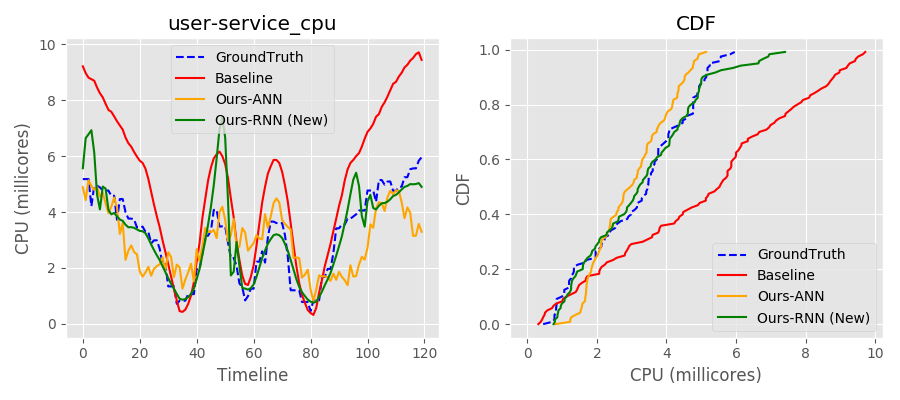 user-service_cpu
10
8
6
4
2
0
CPU (millicores)
GroundTruth
Baseline
Ours-ANN
Ours-RNN (New)
0
20
40
60
80
100
120
Timeline
CDF
1.0
0.8
0.6
0.4
0.2
0.0
CDF
GroundTruth
Baseline
Ours-ANN
Ours-RNN (New)
0
2
4
6
8
10
CPU (millicores)